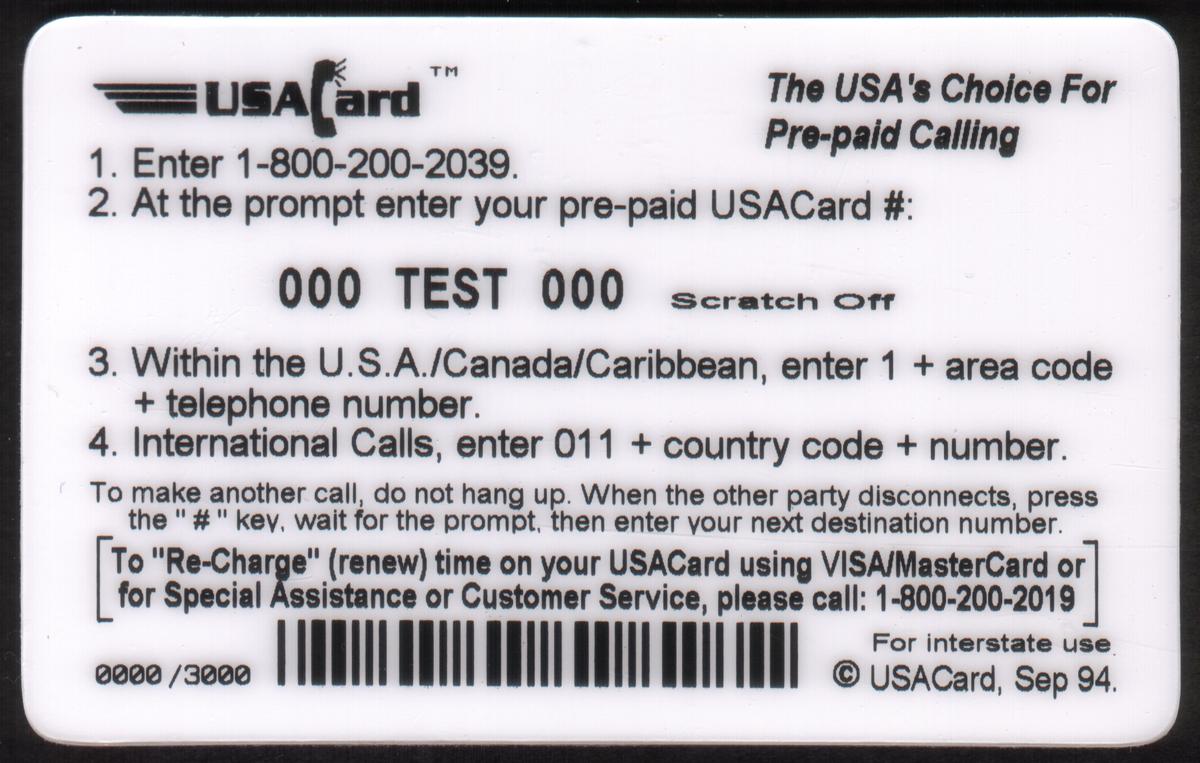 USACard ™
The USA's Choice For
Pre-paid Calling
1. Enter 1-800-200-2039.
2. At the prompt enter your pre-paid USACard #:
000 TEST 000 Scratch Off
3. Within the U.S.A./Canada/Caribbean, enter 1 + area code
+ telephone number.
4. International Calls, enter 011 + country code + number.
To make another call, do not hang up. When the other party disconnects, press
the "#" key, wait for the prompt, then enter your next destination number.
To "Re-Charge" (renew) time on your USACard using VISA/MasterCard or
for Special Assistance or Customer Service, please call: 1-800-200-2019
For interstate use.
0000 /3000
© USACard, Sep 94.